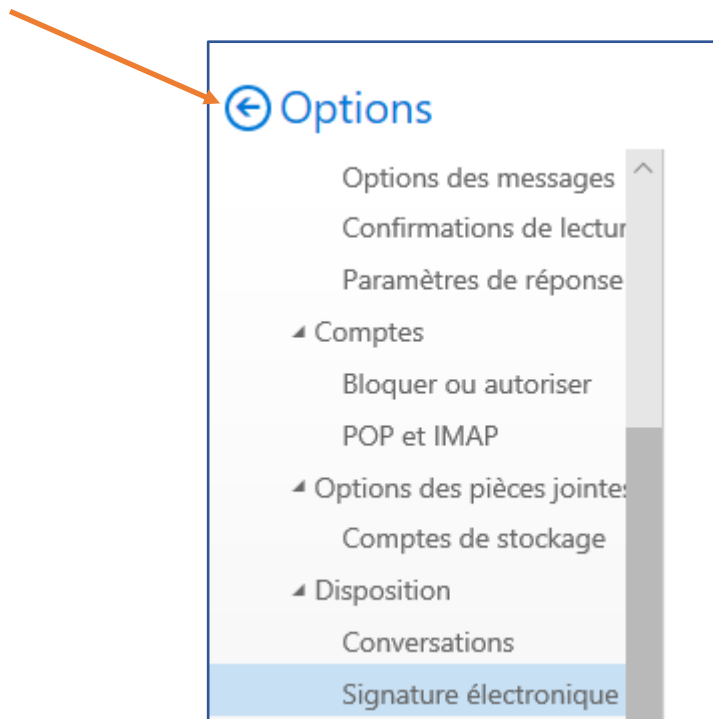 Options
Options des messages
Confirmations de lectur
Paramètres de réponse
Comptes
Bloquer ou autoriser
POP et IMAP
Options des pièces jointes
Comptes de stockage
Disposition
Conversations
Signature électronique